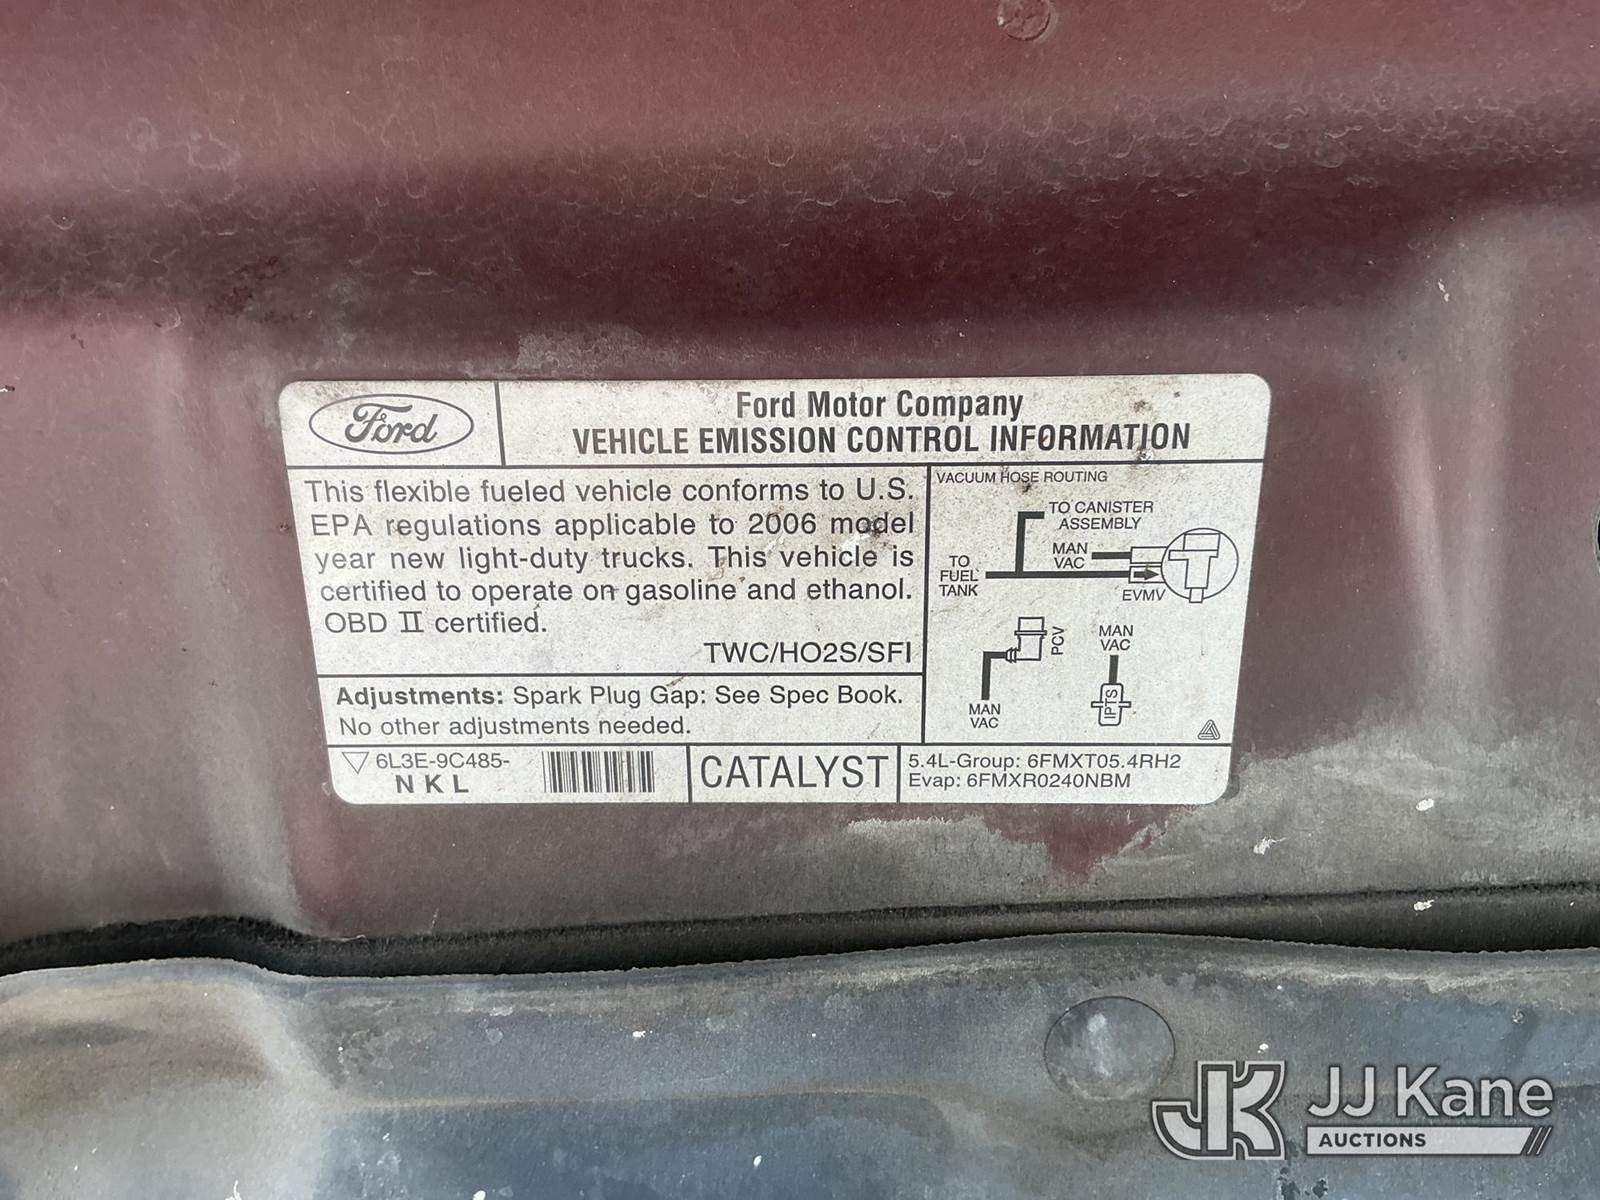 Ford
Ford Motor Company
VEHICLE EMISSION CONTROL INFORMATION
This flexible fueled vehicle conforms to U.S.
EPA regulations applicable to 2006 model
year new light-duty trucks. This vehicle is
certified to operate on gasoline and ethanol.
OBD II certified.
TWC/HO2S/SFI
Adjustments: Spark Plug Gap: See Spec Book.
No other adjustments needed.
VACUUM HOSE ROUTING
TO CANISTER
ASSEMBLY
MAN
VAC
TO
FUEL
TANK
EVMV
PCV
MAN
VAC
MAN
VAC
IPTS
6L3E-9C485-
N K L
CATALYST
5.4L-Group: 6FMXT05.4RH2
Evap: 6FMXR0240NBM
JK
JJ Kane
AUCTIONS